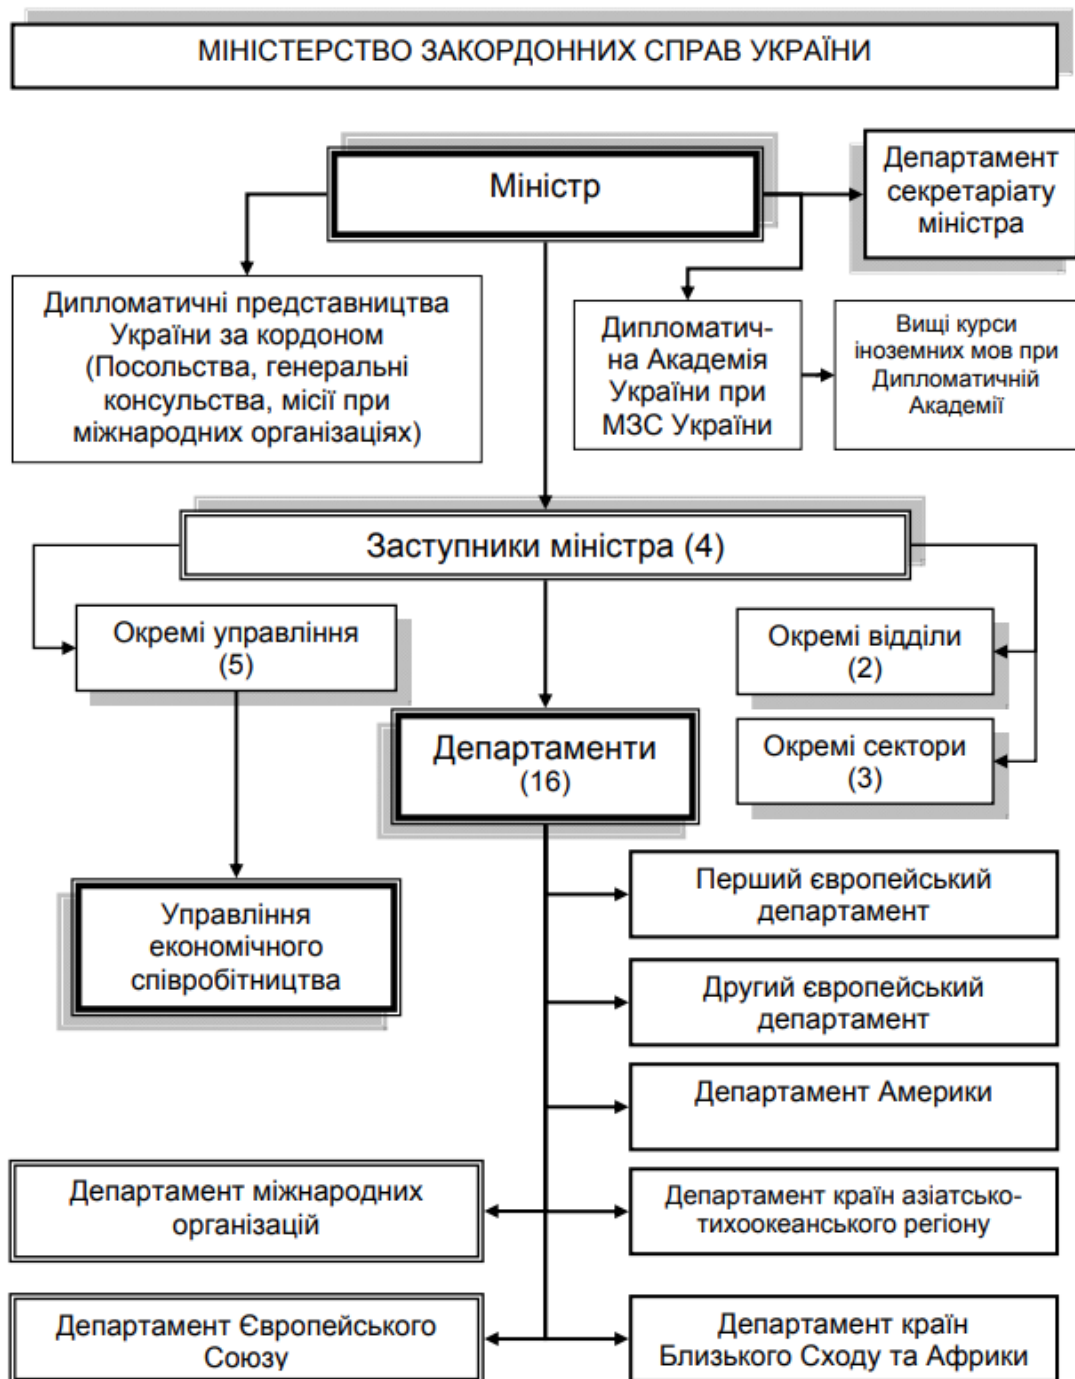 МІНІСТЕРСТВО ЗАКОРДОННИХ СПРАВ УКРАЇНИ
Міністр
Департамент
секретаріату
міністра
Дипломатичні представництва
України за кордоном
(Посольства, генеральні
консульства, місії при
міжнародних організаціях)
Дипломатич-
на Академія
України при
МЗС України
Вищі курси
іноземних мов при
Дипломатичній
Академії
Заступники міністра (4)
Окремі управління
(5)
Окремі відділи
(2)
Департаменти
(16)
Окремі сектори
(3)
Управління
економічного
співробітництва
Перший європейський
департамент
Другий європейський
департамент
Департамент Америки
Департамент міжнародних
організацій
Департамент країн азіатсько-
тихоокеанського регіону
Департамент Європейського
Союзу
Департамент країн
Близького Сходу та Африки